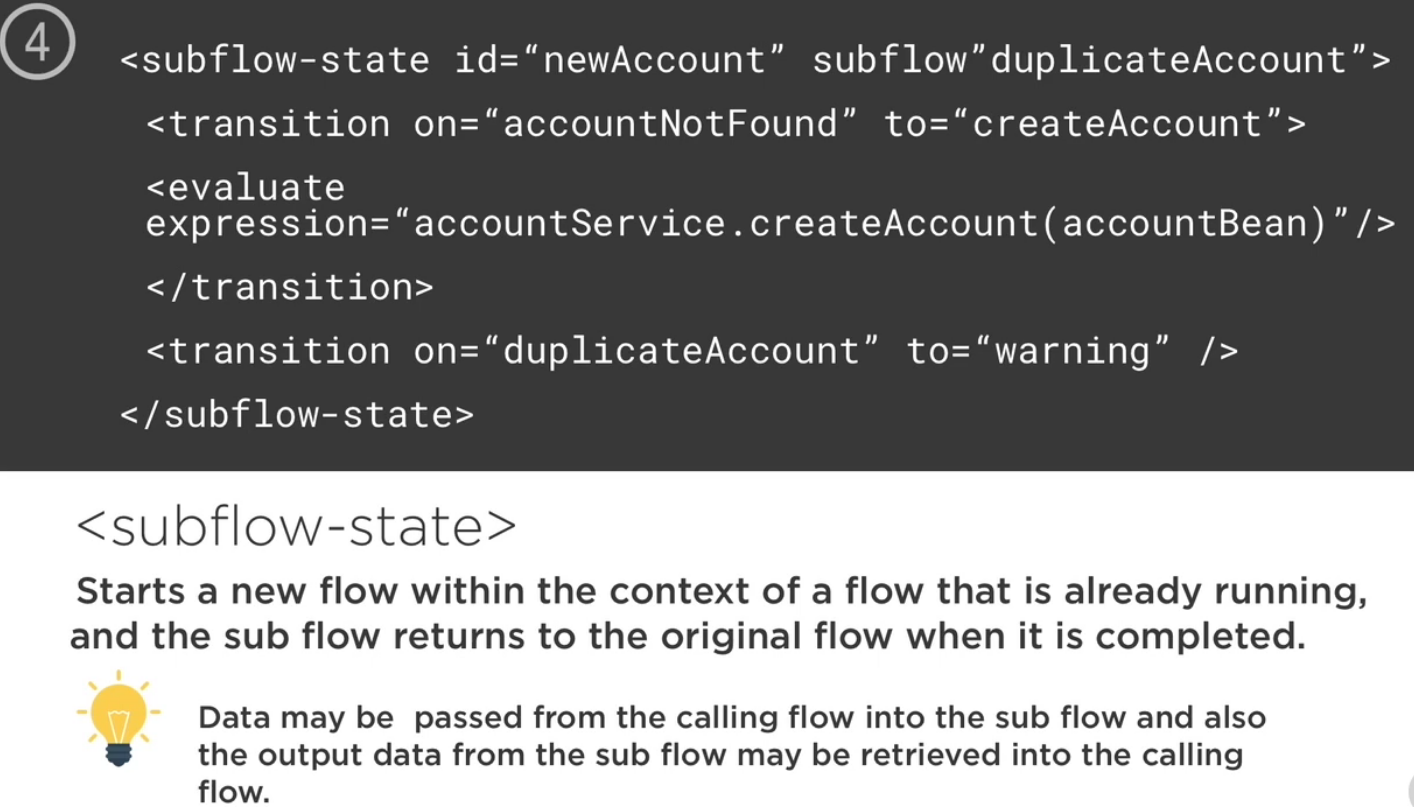 4
<subflow-state id=“newAccount” subflow”duplicateAccount”>
<transition on=“accountNotFound” to=“createAccount”>
<evaluate
expression=“accountService.createAccount(accountBean)”/>
</transition>
<transition on=“duplicateAccount” to=“warning” />
</subflow-state>
<subflow-state>
Starts a new flow within the context of a flow that is already running,
and the sub flow returns to the original flow when it is completed.
Data may be  passed from the calling flow into the sub flow and also
the output data from the sub flow may be retrieved into the calling
flow.